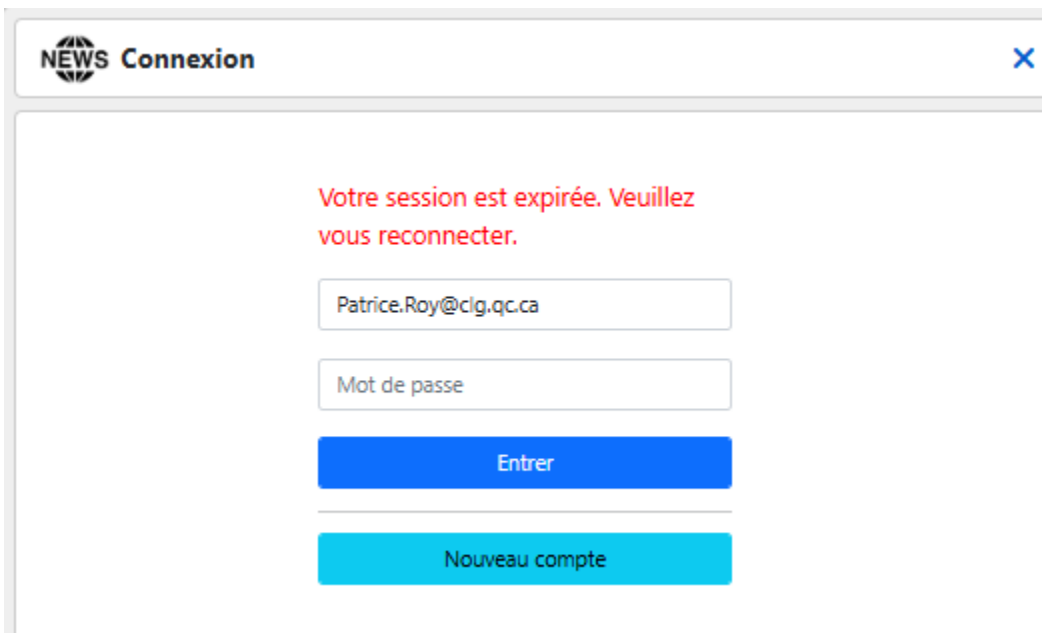 NEWS Connexion
Votre session est expirée. Veuillez
vous reconnecter.
Patrice.Roy@clg.qc.ca
Mot de passe
Entrer
Nouveau compte